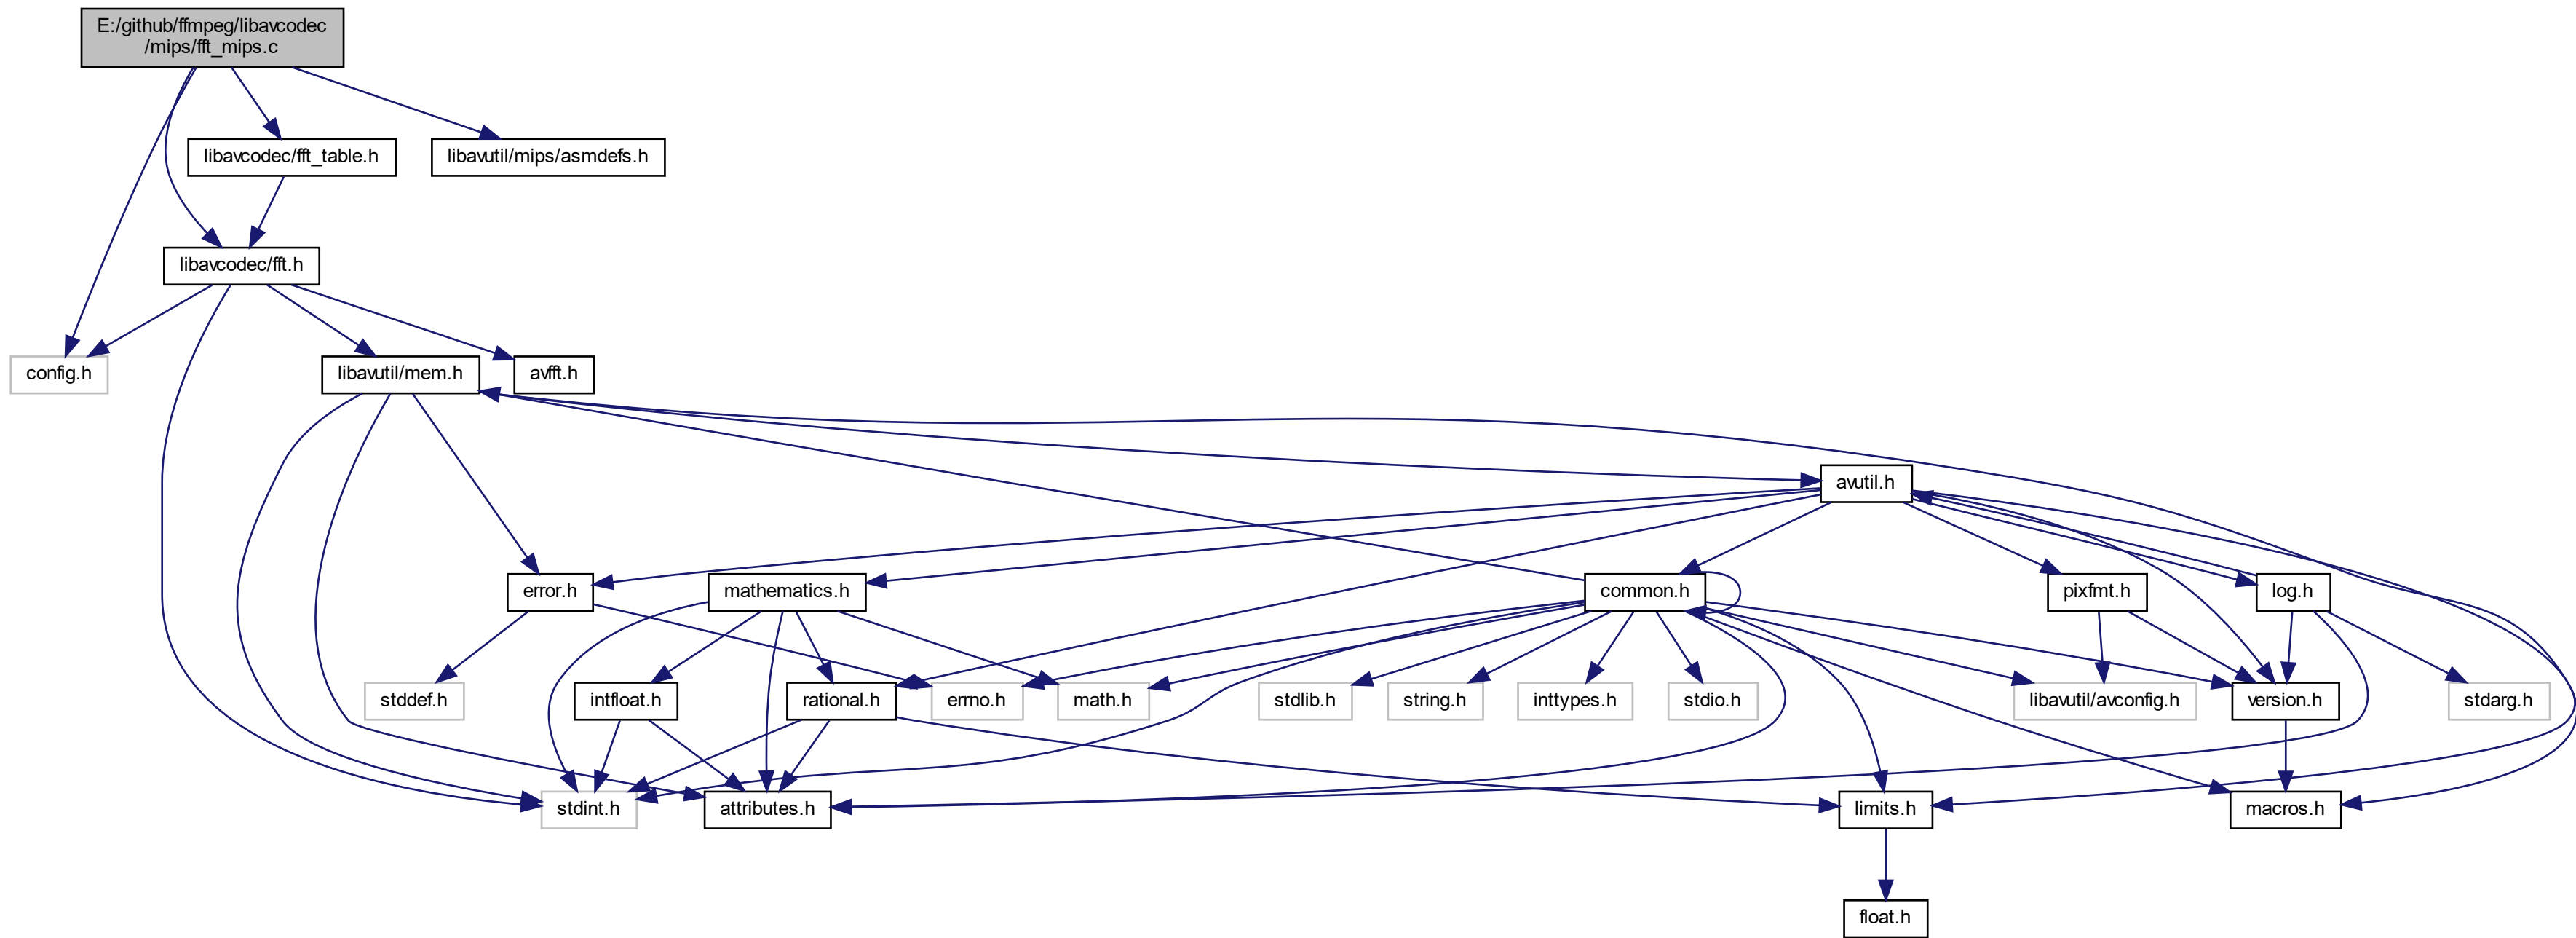 E:/github/ffmpeg/libavcodec
/mips/fft_mips.c
libavcodec/fft_table.h
libavutil/mips/asmdefs.h
libavcodec/fft.h
config.h
libavutil/mem.h
avfft.h
avutil.h
error.h
mathematics.h
common.h
pixfmt.h
log.h
stddef.h
intfloat.h
rational.h
errno.h
math.h
stdlib.h
string.h
inttypes.h
stdio.h
libavutil/avconfig.h
version.h
stdarg.h
stdint.h
attributes.h
limits.h
macros.h
float.h